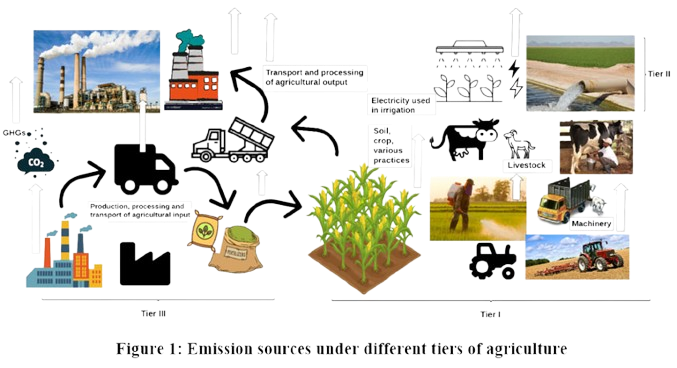 Transport and processing
of agricultural output
Tier II
Electricity used
in irrigation
GHGs
CO₂
Soil,
crop,
various
practices
Livestock
Production, processing and
transport of agricultural input
FERTILIZER
Machinery
Tier III
Tier I
Figure 1: Emission sources under different tiers of agriculture